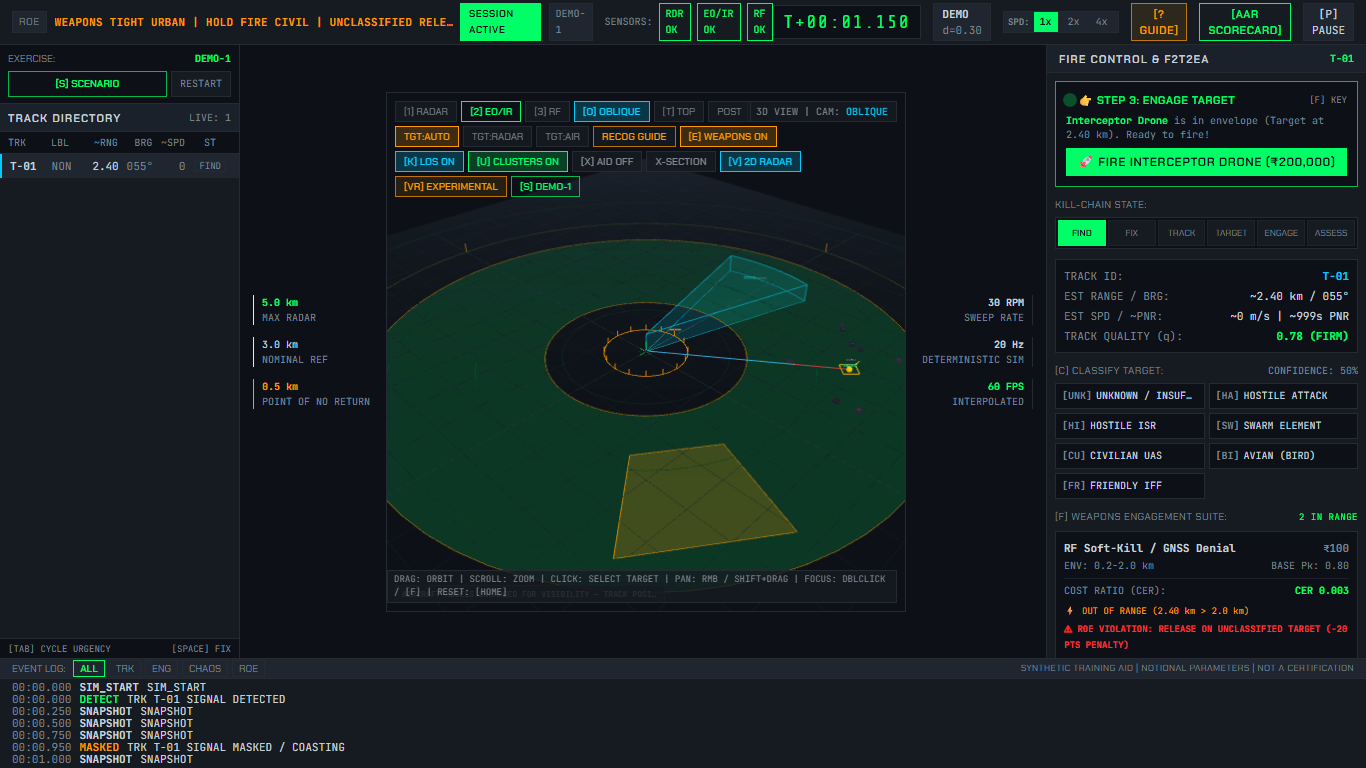 ROE
WEAPONS TIGHT URBAN | HOLD FIRE CIVIL | UNCLASSIFIED RELE…
SESSION ACTIVE
DEMO-1
SENSORS:
RDR OK
EO/IR OK
RF OK
T+00:01.150
DEMO
d=0.30
SPD: 1x 2x 4x
[? GUIDE]
[AAR SCORECARD]
[P] PAUSE
EXERCISE: DEMO-1
[S] SCENARIO RESTART
TRACK DIRECTORY LIVE: 1
TRK LBL ~RNG BRG ~SPD ST
T-01 NON 2.40 055° 0 FIND
[TAB] CYCLE URGENCY [SPACE] FIX
[1] RADAR [2] EO/IR [3] RF [O] OBLIQUE [T] TOP POST 3D VIEW | CAM: OBLIQUE
TGT:AUTO TGT:RADAR TGT:AIR RECOG GUIDE [E] WEAPONS ON
[K] LOS ON [U] CLUSTERS ON [X] AID OFF X-SECTION [V] 2D RADAR
[VR] EXPERIMENTAL [S] DEMO-1
5.0 km
MAX RADAR
3.0 km
NOMINAL REF
0.5 km
POINT OF NO RETURN
30 RPM
SWEEP RATE
20 Hz
DETERMINISTIC SIM
60 FPS
INTERPOLATED
DRAG: ORBIT | SCROLL: ZOOM | CLICK: SELECT TARGET | PAN: RMB / SHIFT+DRAG | FOCUS: DBLCLICK
/ [F] | RESET: [HOME]
FIRE CONTROL & F2T2EA T-01
👉 STEP 3: ENGAGE TARGET [F] KEY
Interceptor Drone is in envelope (Target at
2.40 km). Ready to fire!
🚀 FIRE INTERCEPTOR DRONE (₹200,000)
KILL-CHAIN STATE:
FIND FIX TRACK TARGET ENGAGE ASSESS
TRACK ID: T-01
EST RANGE / BRG: ~2.40 km / 055°
EST SPD / ~PNR: ~0 m/s | ~999s PNR
TRACK QUALITY (q): 0.78 (FIRM)
[C] CLASSIFY TARGET: CONFIDENCE: 50%
[UNK] UNKNOWN / INSUF… [HA] HOSTILE ATTACK
[HI] HOSTILE ISR [SW] SWARM ELEMENT
[CU] CIVILIAN UAS [BI] AVIAN (BIRD)
[FR] FRIENDLY IFF
[F] WEAPONS ENGAGEMENT SUITE: 2 IN RANGE
RF Soft-Kill / GNSS Denial ₹100
ENV: 0.2-2.0 km BASE Pk: 0.80
COST RATIO (CER): CER 0.003
⚡ OUT OF RANGE (2.40 km > 2.0 km)
⚠ ROE VIOLATION: RELEASE ON UNCLASSIFIED TARGET (-20
PTS PENALTY)
EVENT LOG: ALL TRK ENG CHAOS ROE
SYNTHETIC TRAINING AID | NOTIONAL PARAMETERS | NOT A CERTIFICATION
00:00.000 SIM_START SIM_START
00:00.000 DETECT TRK T-01 SIGNAL DETECTED
00:00.250 SNAPSHOT SNAPSHOT
00:00.500 SNAPSHOT SNAPSHOT
00:00.750 SNAPSHOT SNAPSHOT
00:00.950 MASKED TRK T-01 SIGNAL MASKED / COASTING
00:01.000 SNAPSHOT SNAPSHOT